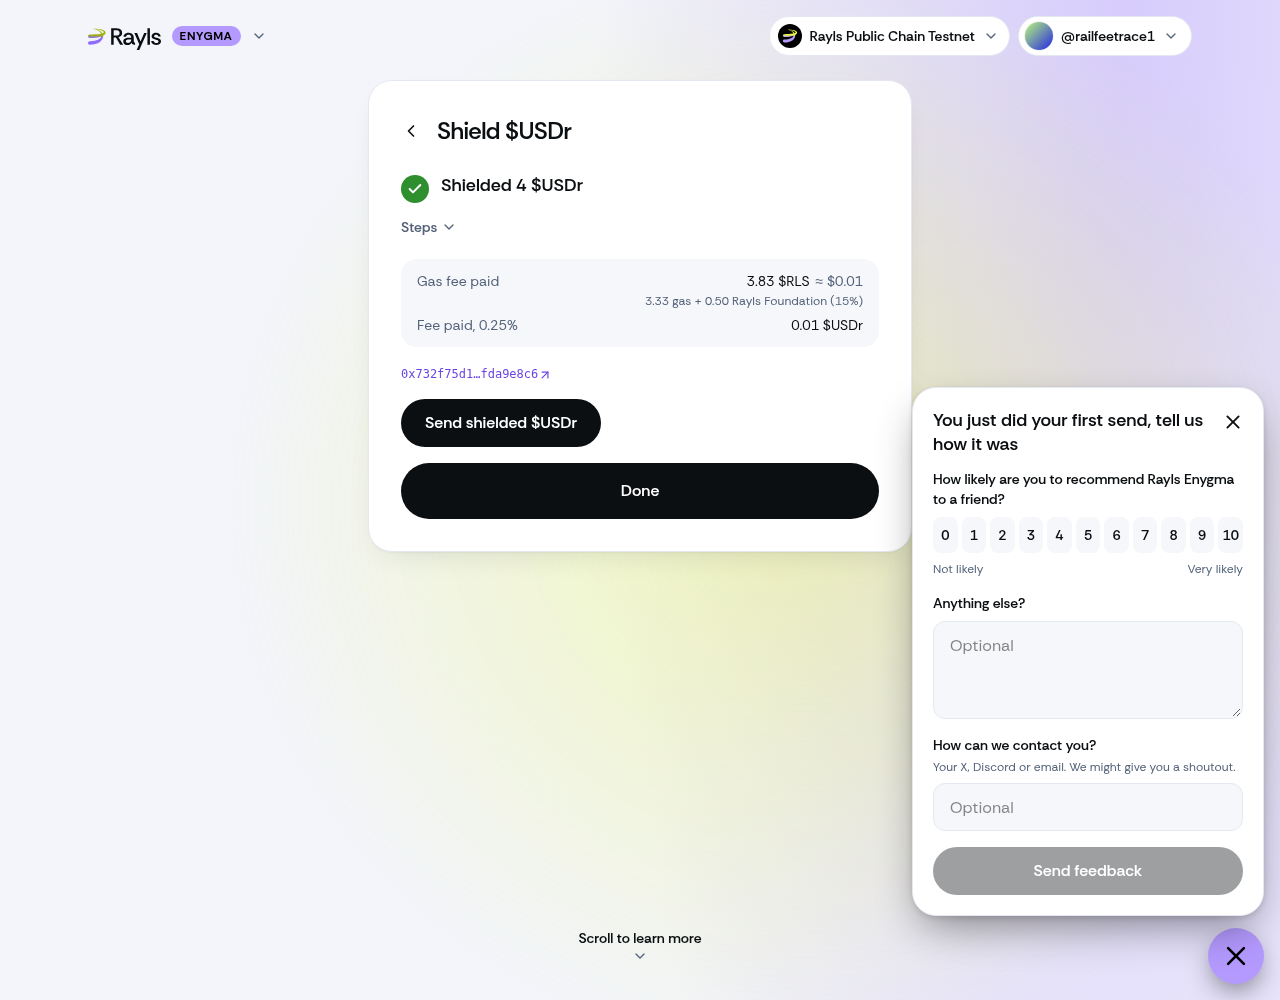 Rayls ENYGMA
Rayls Public Chain Testnet
@railfeetrace1
Shield $USDr
Shielded 4 $USDr
Steps
Gas fee paid
3.83 $RLS ≈ $0.01
3.33 gas + 0.50 Rayls Foundation (15%)
Fee paid, 0.25%
0.01 $USDr
0x732f75d1…fda9e8c6
Send shielded $USDr
Done
You just did your first send, tell us
how it was
How likely are you to recommend Rayls Enygma
to a friend?
0 1 2 3 4 5 6 7 8 9 10
Not likely
Very likely
Anything else?
Optional
How can we contact you?
Your X, Discord or email. We might give you a shoutout.
Optional
Send feedback
Scroll to learn more